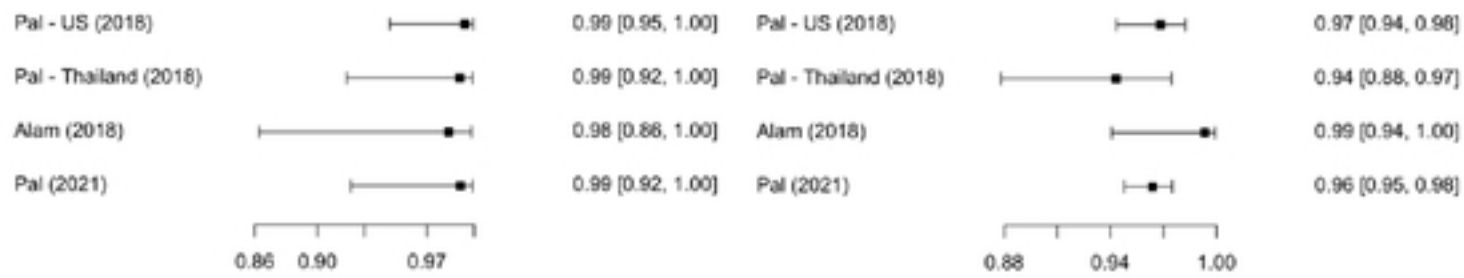 Pal - US (2018) 0.99 [0.95, 1.00] Pal - US (2018) 0.97 [0.94, 0.98]
Pal - Thailand (2018) 0.99 [0.92, 1.00] Pal - Thailand (2018) 0.94 [0.88, 0.97]
Alam (2018) 0.98 [0.86, 1.00] Alam (2018) 0.99 [0.94, 1.00]
Pal (2021) 0.99 [0.92, 1.00] Pal (2021) 0.96 [0.95, 0.98]
0.86 0.90 0.97 0.88 0.94 1.00